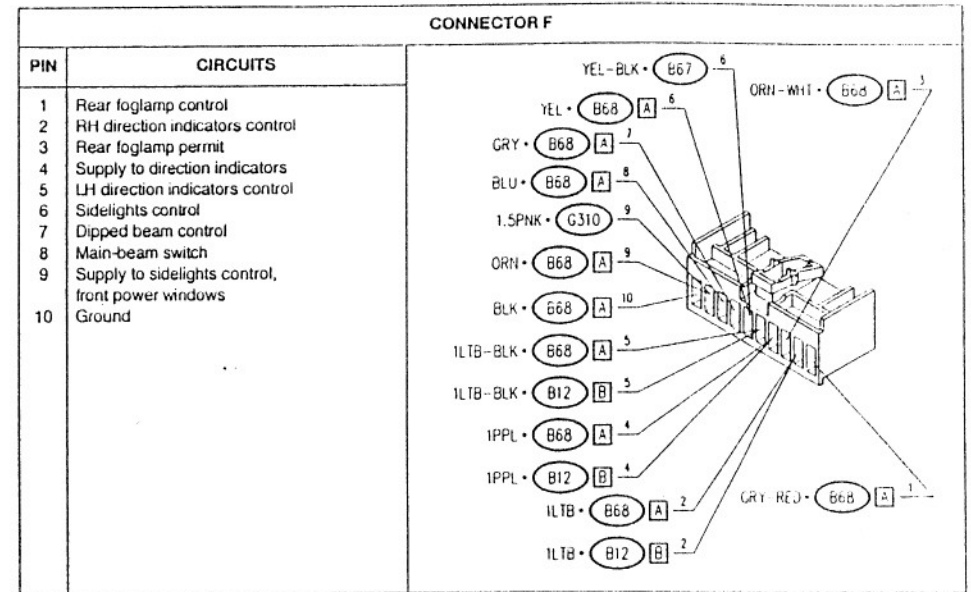 CONNECTOR F
PIN CIRCUITS
1 Rear foglamp control
2 RH direction indicators control
3 Rear foglamp permit
4 Supply to direction indicators
5 LH direction indicators control
6 Sidelights control
7 Dipped beam control
8 Main-beam switch
9 Supply to sidelights control,
front power windows
10 Ground
YEL-BLK • B67 6
ORN-WHT • B68 A 3
YEL • B68 A 6
GRY • B68 A 7
BLU • B68 A 8
1.5PNK • G310 9
ORN • B68 A 9
BLK • B68 A 10
1LTB-BLK • B68 A 5
1LTB-BLK • B12 B 5
1PPL • B68 A 4
1PPL • B12 B 4
GRY-RED • B68 A 1
1LTB • B68 A 2
1LTB • B12 B 2